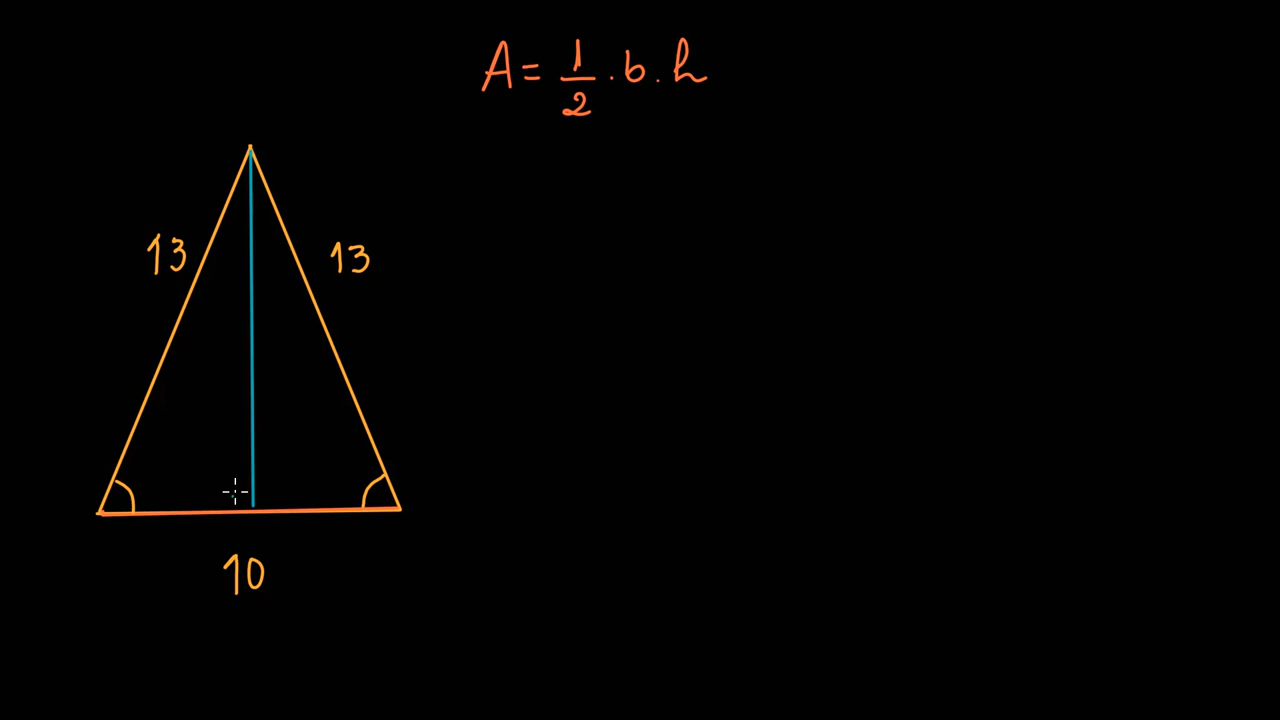 A = 1/2 . b . h
13 13
10